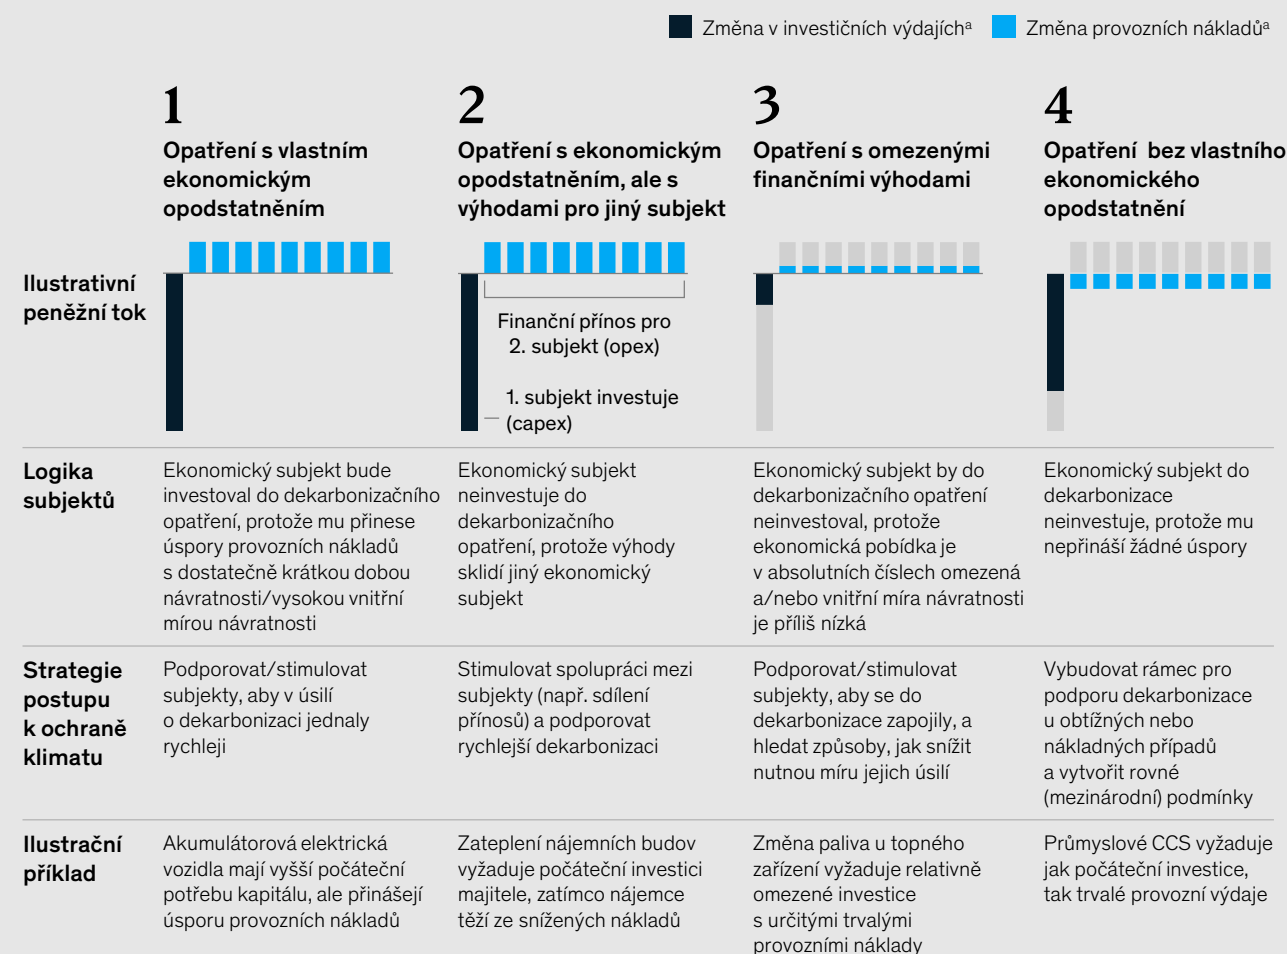 Změna v investičních výdajíchᵃ
Změna provozních nákladůᵃ
1
Opatření s vlastním
ekonomickým
opodstatněním
2
Opatření s ekonomickým
opodstatněním, ale s
výhodami pro jiný subjekt
3
Opatření s omezenými
finančními výhodami
4
Opatření bez vlastního
ekonomického
opodstatnění
Ilustrativní
peněžní tok
Finanční přínos pro
2. subjekt (opex)
1. subjekt investuje
(capex)
Logika
subjektů
Ekonomický subjekt bude
investoval do dekarbonizačního
opatření, protože mu přinese
úspory provozních nákladů
s dostatečně krátkou dobou
návratnosti/vysokou vnitřní
mírou návratnosti
Ekonomický subjekt
neinvestuje do
dekarbonizačního
opatření, protože výhody
sklidí jiný ekonomický
subjekt
Ekonomický subjekt by do
dekarbonizačního opatření
neinvestoval, protože
ekonomická pobídka je
v absolutních číslech omezená
a/nebo vnitřní míra návratnosti
je příliš nízká
Ekonomický subjekt do
dekarbonizace
neinvestuje, protože mu
nepřináší žádné úspory
Strategie
postupu
k ochraně
klimatu
Podporovat/stimulovat
subjekty, aby v úsilí
o dekarbonizaci jednaly
rychleji
Stimulovat spolupráci mezi
subjekty (např. sdílení
přínosů) a podporovat
rychlejší dekarbonizaci
Podporovat/stimulovat
subjekty, aby se do
dekarbonizace zapojily, a
hledat způsoby, jak snížit
nutnou míru jejich úsilí
Vybudovat rámec pro
podporu dekarbonizace
u obtížných nebo
nákladných případů
a vytvořit rovné
(mezinárodní) podmínky
Ilustrační
příklad
Akumulátorová elektrická
vozidla mají vyšší počáteční
potřebu kapitálu, ale přinášejí
úsporu provozních nákladů
Zateplení nájemních budov
vyžaduje počáteční investici
majitele, zatímco nájemce
těží ze snížených nákladů
Změna paliva u topného
zařízení vyžaduje relativně
omezené investice
s určitými trvalými
provozními náklady
Průmyslové CCS vyžaduje
jak počáteční investice,
tak trvalé provozní výdaje